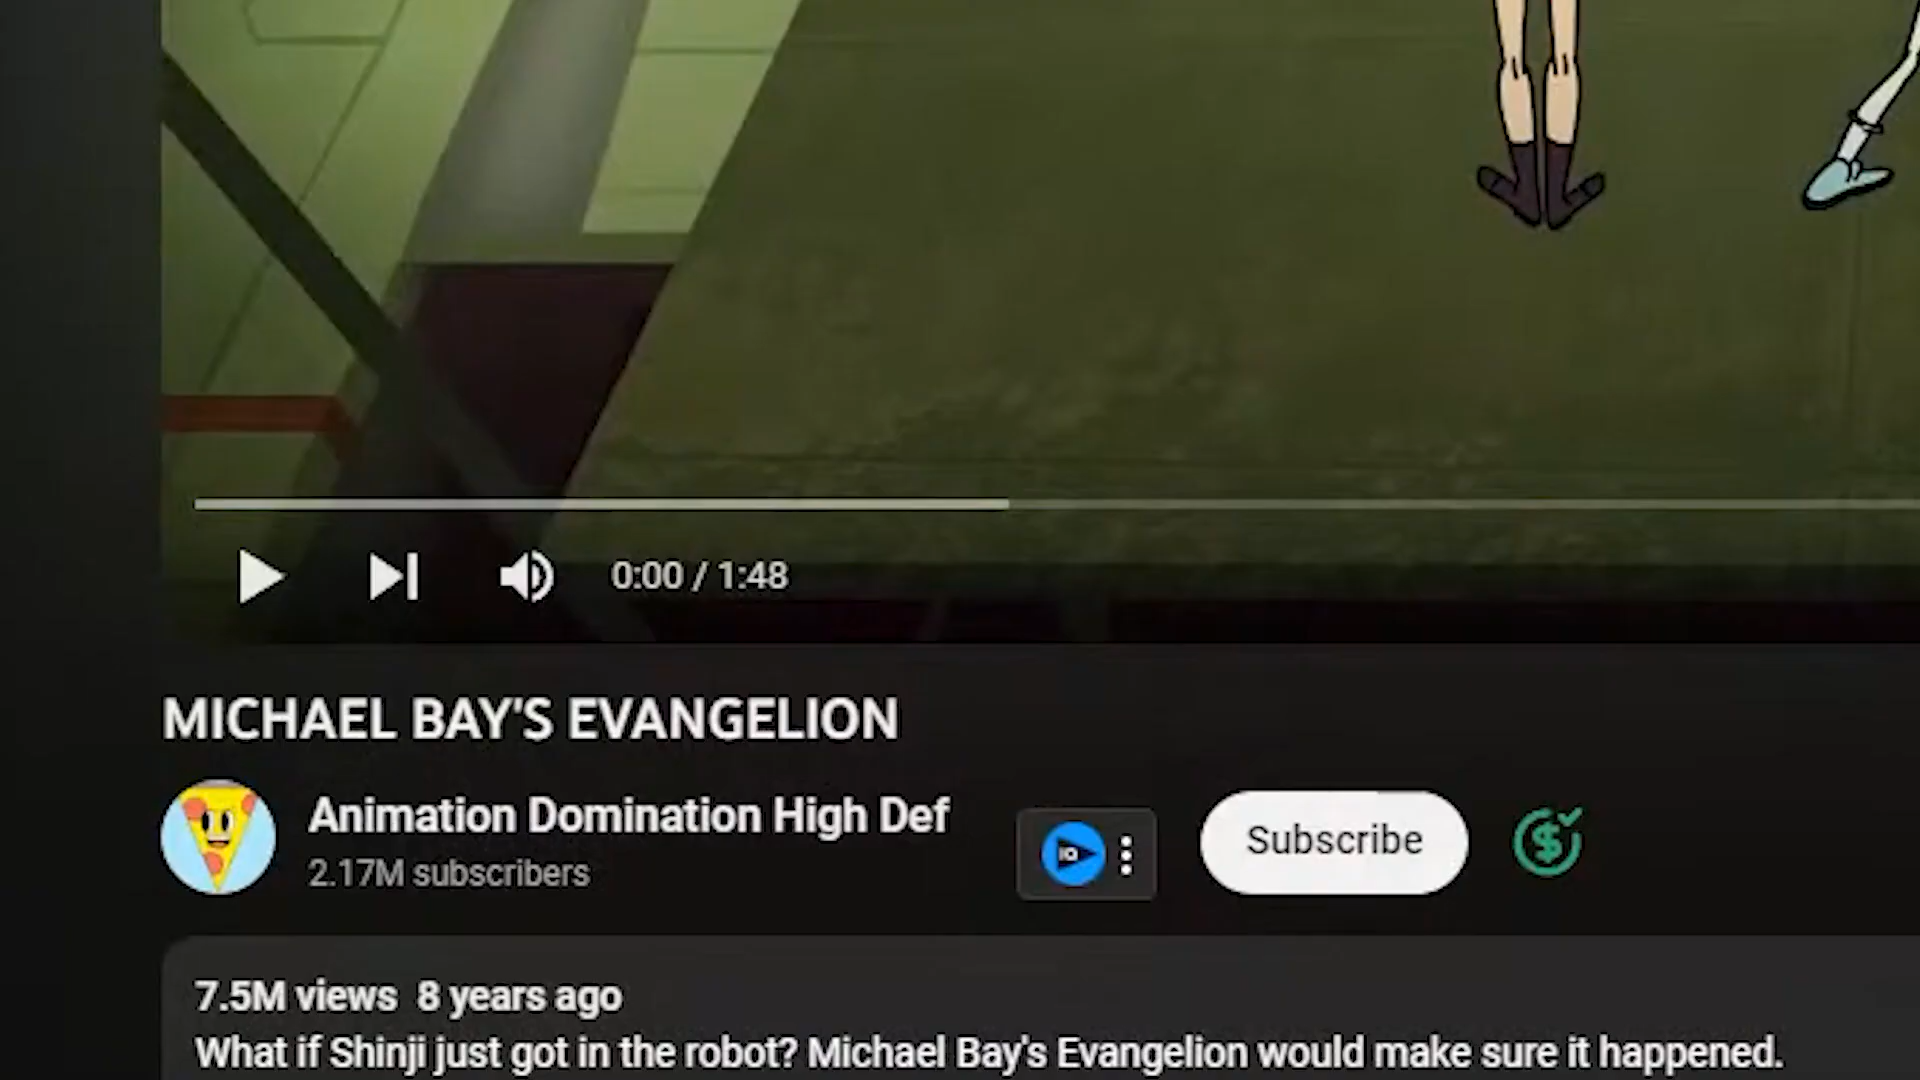 0:00 / 1:48
MICHAEL BAY'S EVANGELION
Animation Domination High Def
2.17M subscribers
IO
Subscribe
7.5M views 8 years ago
What if Shinji just got in the robot? Michael Bay's Evangelion would make sure it happened.